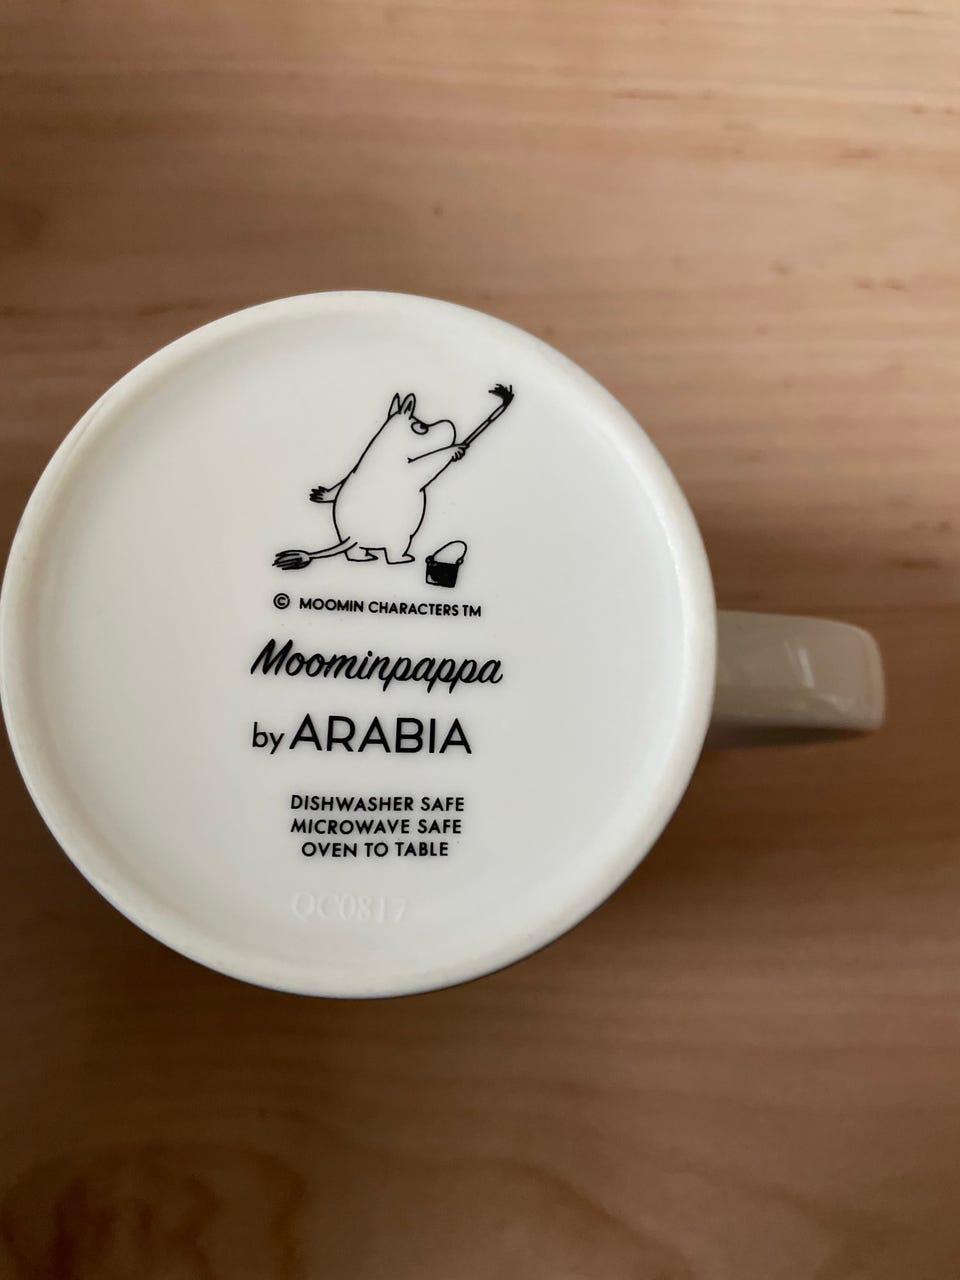 © MOOMIN CHARACTERS TM
Moominpappa
by ARABIA
DISHWASHER SAFE
MICROWAVE SAFE
OVEN TO TABLE
QC0817